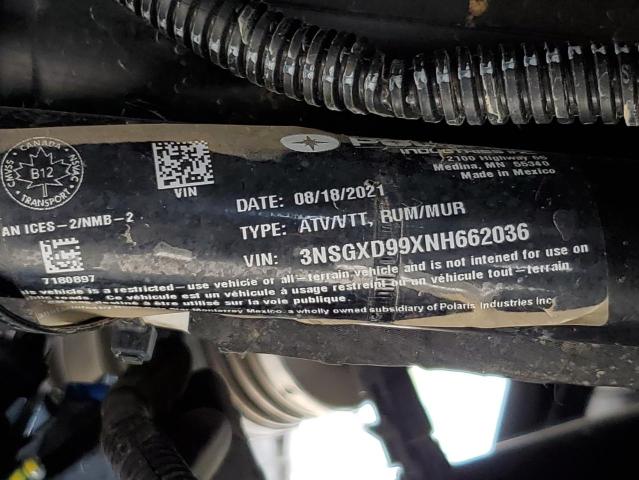 CANADA
NSVAC
SSMVAC
B12
TRANSPORT
VIN
2100 Highway 55
Medina, MN 55340
Made in Mexico
AN ICES-2/NMB-2
DATE: 08/18/2021
TYPE: ATV/VTT, RUM/MUR
VIN: 3NSGXD99XNH662036
7180897
vehicle is a restricted-use vehicle or all-terrain vehicle and is not intended for use on
roads. Ce véhicule est un véhicule à usage restreint ou un véhicule tout-terrain
à être utilisé sur la voie publique.
Monterrey Mexico, a wholly owned subsidiary of Polaris Industries Inc.